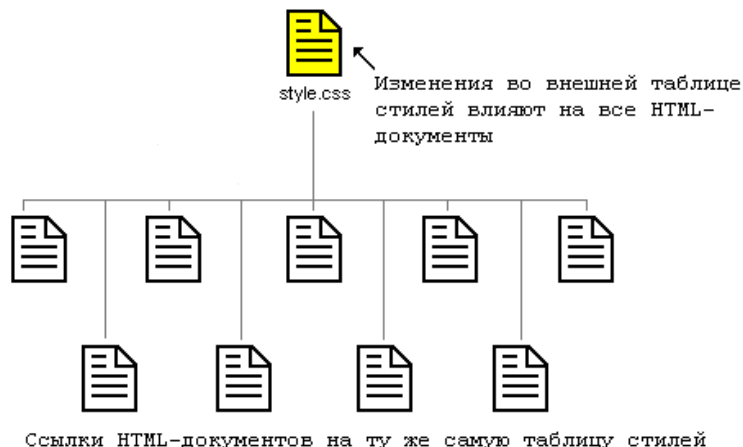 style.css
Изменения во внешней таблице
стилей влияют на все HTML-
документы
Ссылки HTML-документов на ту же самую таблицу стилей